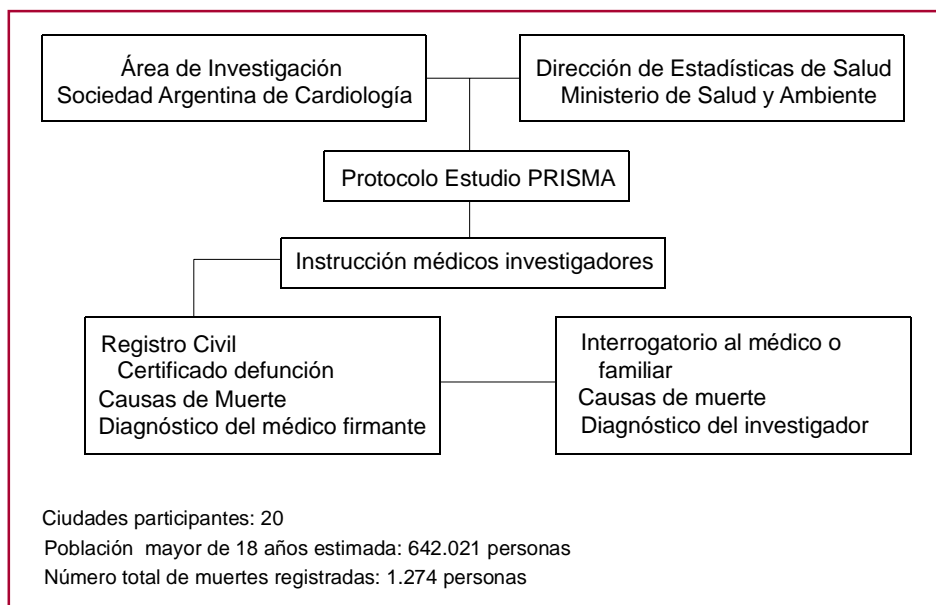 Área de Investigación
Sociedad Argentina de Cardiología
Dirección de Estadísticas de Salud
Ministerio de Salud y Ambiente
Protocolo Estudio PRISMA
Instrucción médicos investigadores
Registro Civil
Certificado defunción
Causas de Muerte
Diagnóstico del médico firmante
Interrogatorio al médico o
familiar
Causas de muerte
Diagnóstico del investigador
Ciudades participantes: 20
Población mayor de 18 años estimada: 642.021 personas
Número total de muertes registradas: 1.274 personas